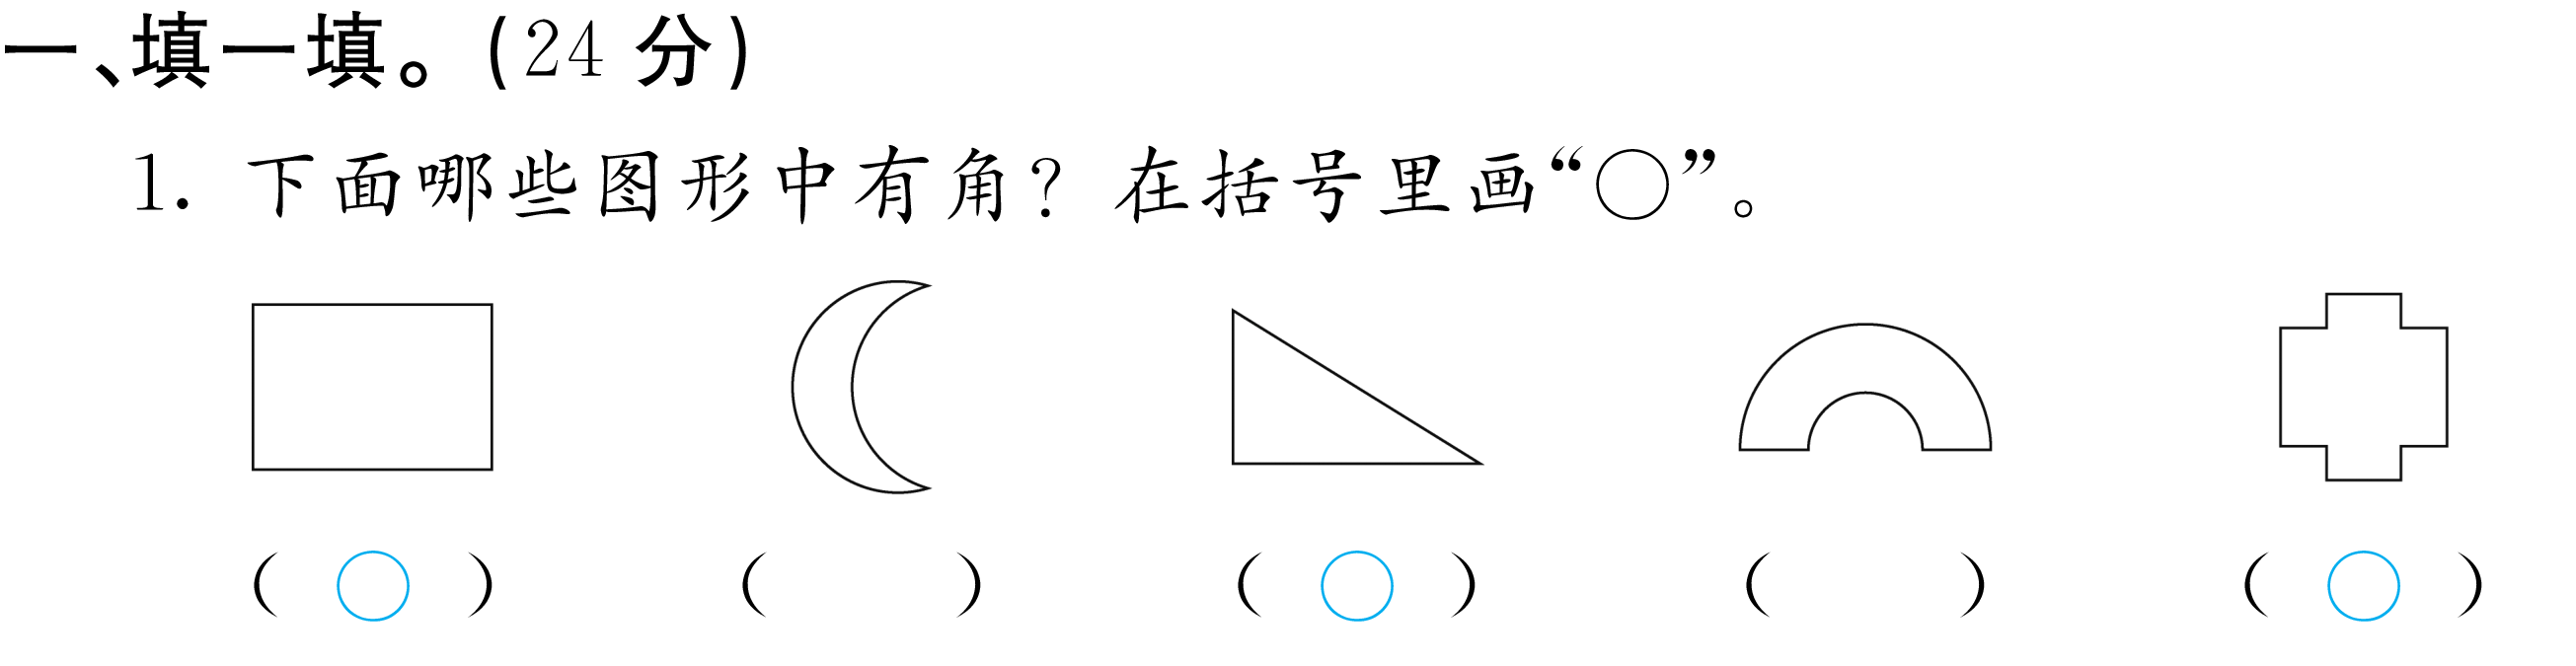 一、填一填。(24 分)
1. 下面哪些图形中有角? 在括号里画“○”。
( ○ ) ( ) ( ○ ) ( ) ( ○ )